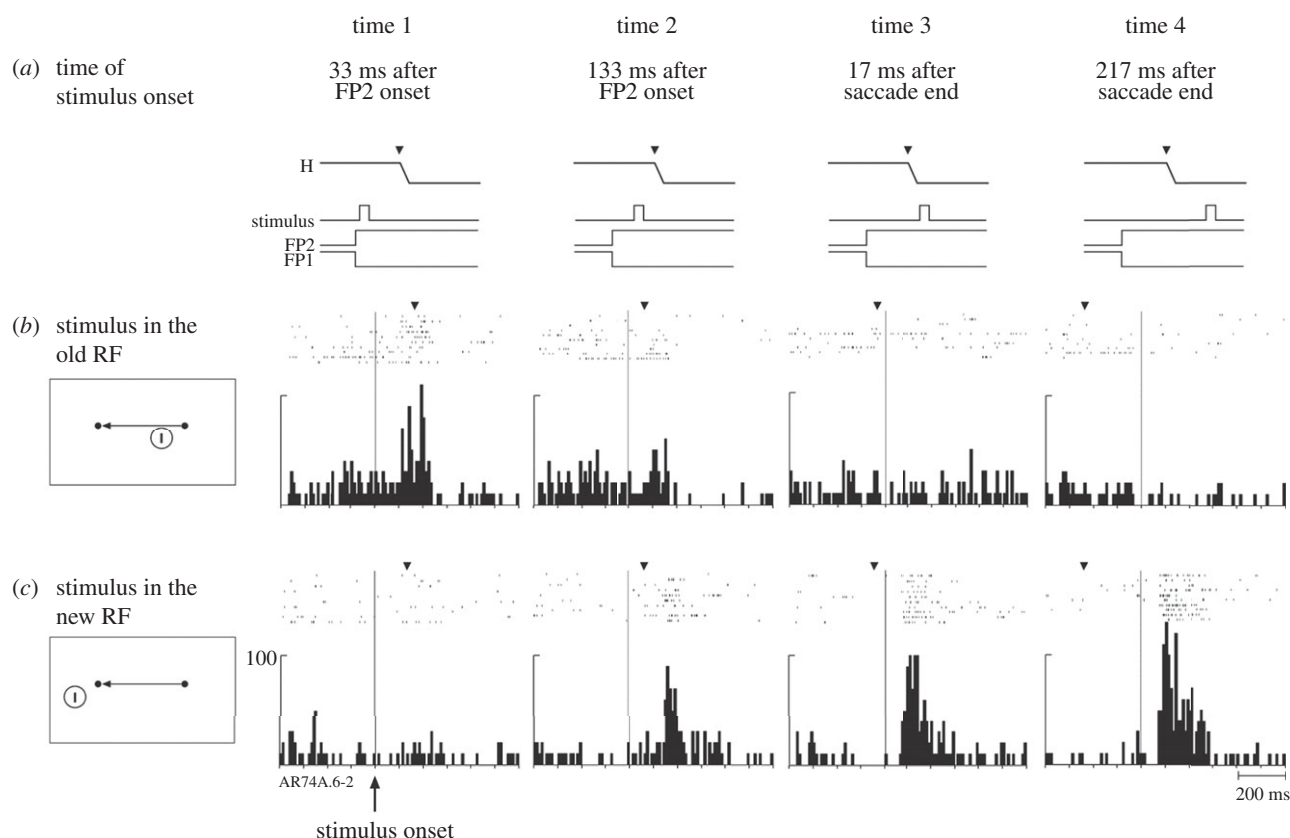 time 1 time 2 time 3 time 4
(a) time of stimulus onset
33 ms after FP2 onset
133 ms after FP2 onset
17 ms after saccade end
217 ms after saccade end
H
stimulus
FP2
FP1
(b) stimulus in the
old RF
(c) stimulus in the
new RF
100
AR74A.6-2
200 ms
stimulus onset